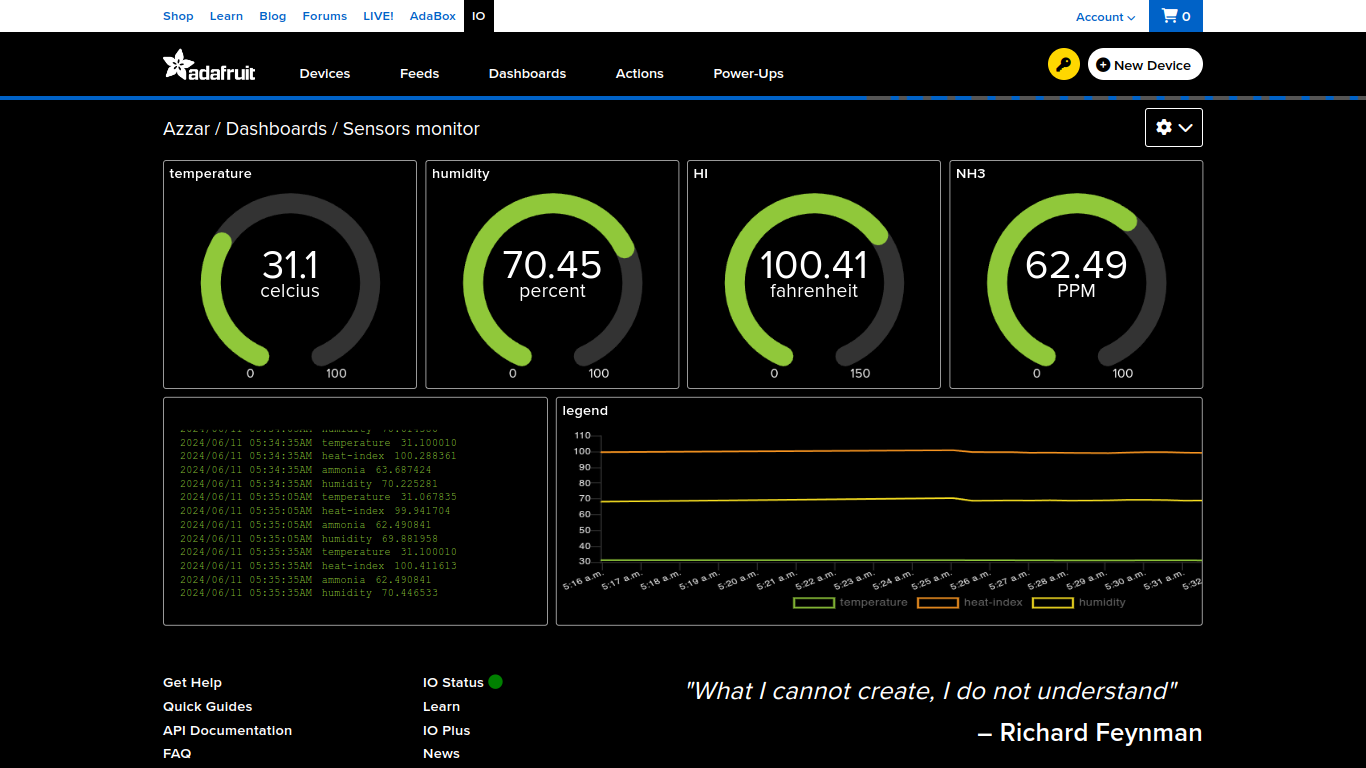 Shop Learn Blog Forums LIVE! AdaBox IO Account 0
adafruit Devices Feeds Dashboards Actions Power-Ups New Device
Azzar / Dashboards / Sensors monitor
temperature
31.1
celcius
0 100
humidity
70.45
percent
0 100
HI
100.41
fahrenheit
0 150
NH3
62.49
PPM
0 100
2024/06/11 05:34:35AM temperature 31.100010
2024/06/11 05:34:35AM heat-index 100.288361
2024/06/11 05:34:35AM ammonia 63.687424
2024/06/11 05:34:35AM humidity 70.225281
2024/06/11 05:35:05AM temperature 31.067835
2024/06/11 05:35:05AM heat-index 99.941704
2024/06/11 05:35:05AM ammonia 62.490841
2024/06/11 05:35:05AM humidity 69.881958
2024/06/11 05:35:35AM temperature 31.100010
2024/06/11 05:35:35AM heat-index 100.411613
2024/06/11 05:35:35AM ammonia 62.490841
2024/06/11 05:35:35AM humidity 70.446533
legend
110
100
90
80
70
60
50
40
30
5:16 a.m. 5:17 a.m. 5:18 a.m. 5:19 a.m. 5:20 a.m. 5:21 a.m. 5:22 a.m. 5:23 a.m. 5:24 a.m. 5:25 a.m. 5:26 a.m. 5:27 a.m. 5:28 a.m. 5:29 a.m. 5:30 a.m. 5:31 a.m. 5:32
temperature heat-index humidity
Get Help
Quick Guides
API Documentation
FAQ
IO Status
Learn
IO Plus
News
"What I cannot create, I do not understand"
– Richard Feynman